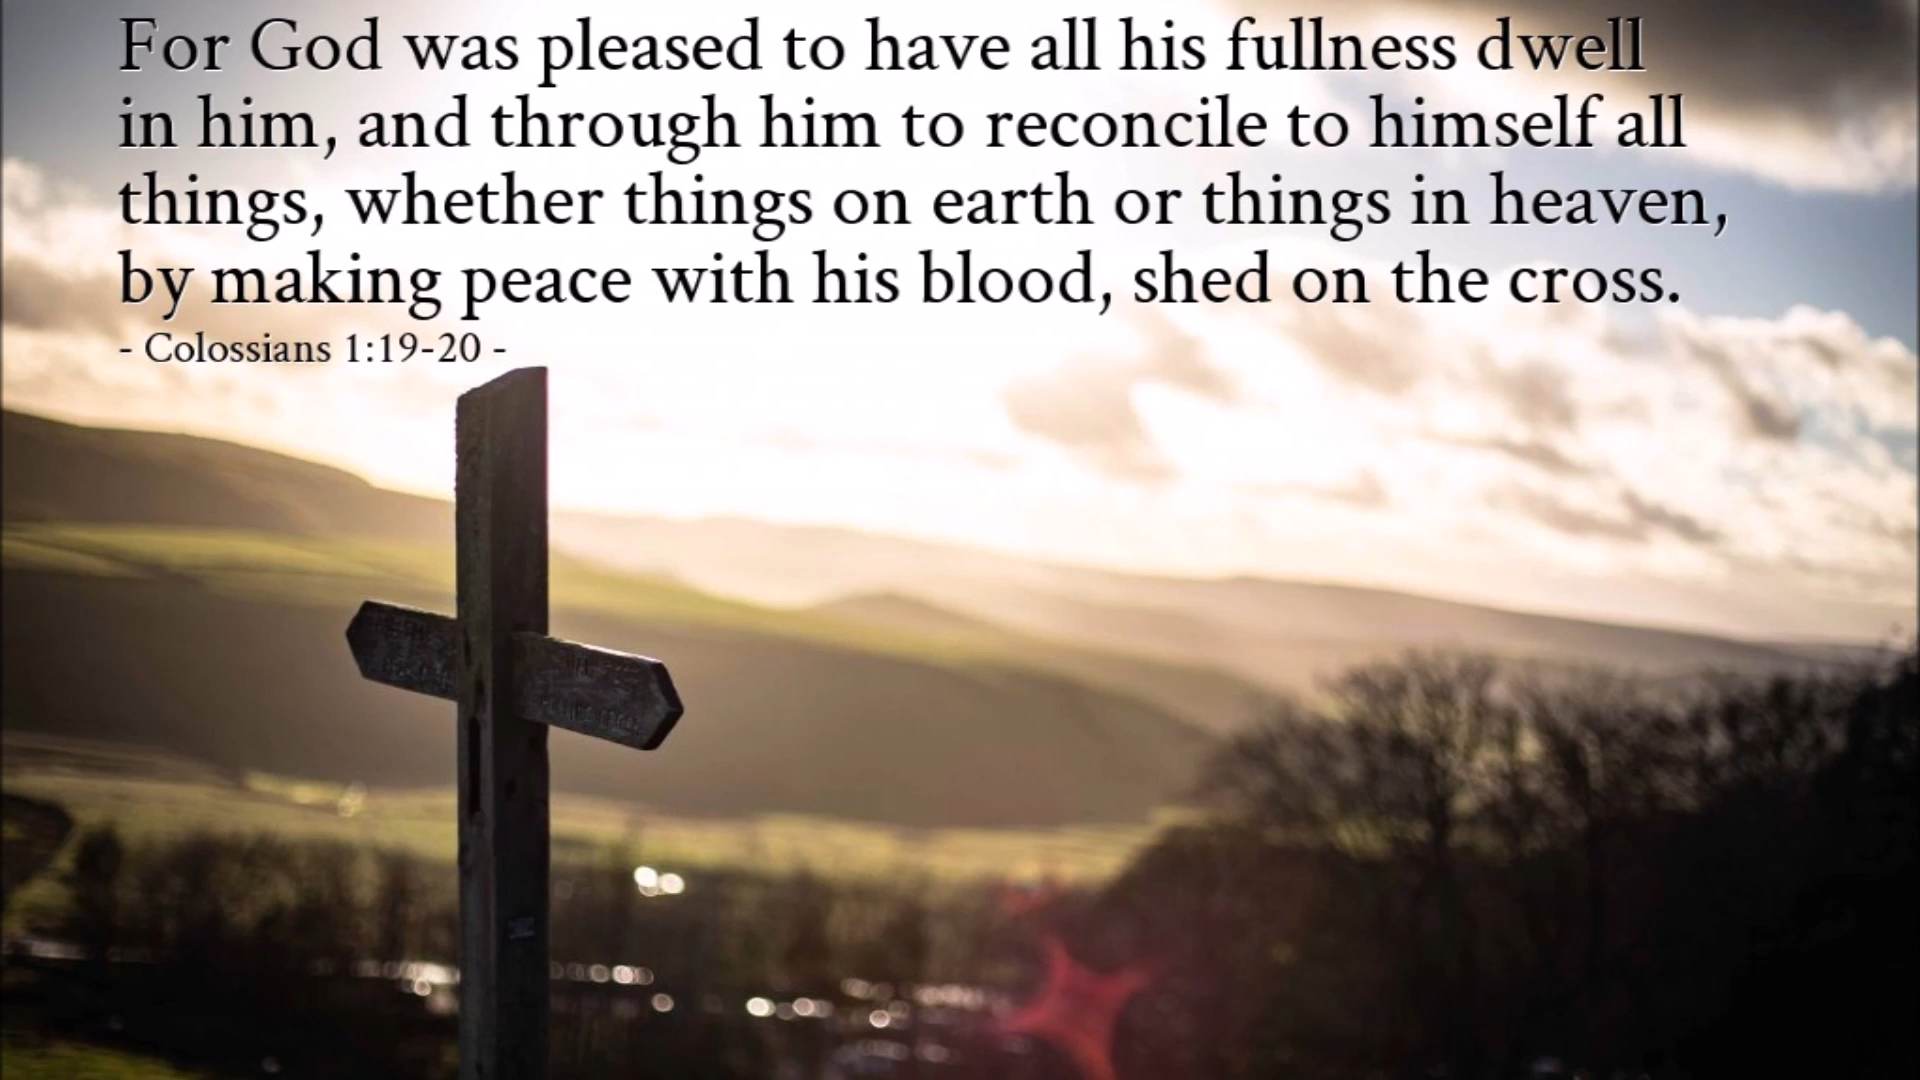 For God was pleased to have all his fullness dwell
in him, and through him to reconcile to himself all
things, whether things on earth or things in heaven,
by making peace with his blood, shed on the cross.
- Colossians 1:19-20 -